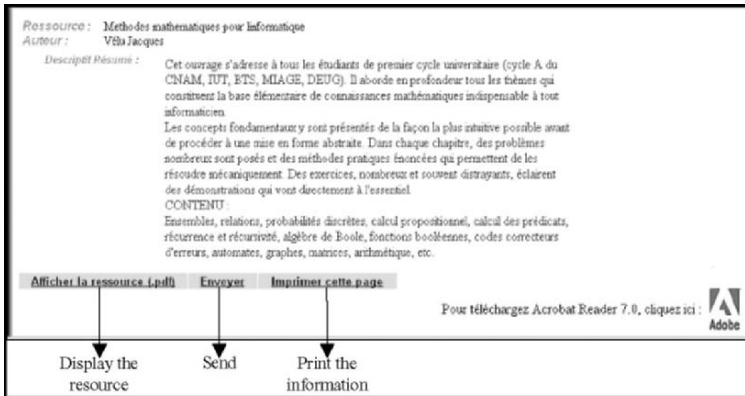 Ressource : Methodes mathematiques pour Informatique
Auteur : Vélu Jacques
Descriptif Résumé :
Cet ouvrage s'adresse à tous les étudiants de premier cycle universitaire (cycle A du
CNAM, IUT, BTS, MIAGE, DEUG). Il aborde en profondeur tous les thèmes qui
constituent la base élémentaire de connaissances mathématiques indispensable à tout
informaticien.
Les concepts fondamentaux y sont présentés de la façon la plus intuitive possible avant
de procéder à une mise en forme abstraite. Dans chaque chapitre, des problèmes
nombreux sont posés et des méthodes pratiques énoncées qui permettent de les
résoudre mécaniquement. Des exercices, nombreux et souvent distrayants, éclairent
des démonstrations qui vont directement à l'essentiel.
CONTENU :
Ensembles, relations, probabilités discrètes, calcul propositionnel, calcul des prédicats,
récurrence et récursivité, algèbre de Boole, fonctions booléennes, codes correcteurs
d'erreurs, automates, graphes, matrices, arithmétique, etc.
Afficher la ressource (.pdf) Envoyer Imprimer cette page
Pour téléchargez Acrobat Reader 7.0, cliquez ici :
Adobe
Display the Send Print the
resource information